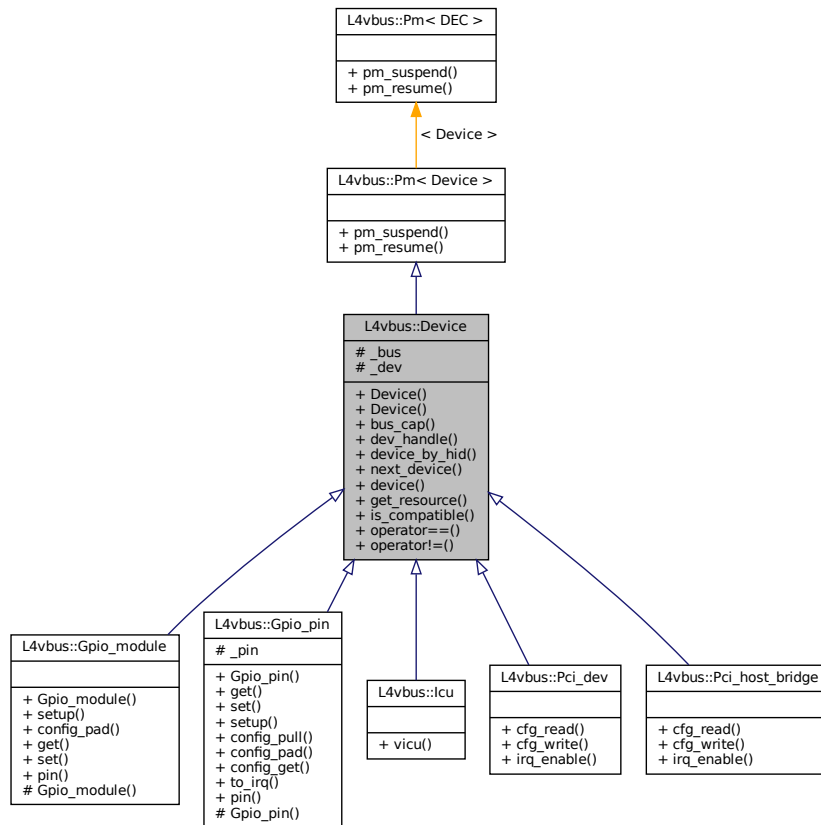 L4vbus::Pm< DEC >
+ pm_suspend()
+ pm_resume()
< Device >
L4vbus::Pm< Device >
+ pm_suspend()
+ pm_resume()
L4vbus::Device
# _bus
# _dev
+ Device()
+ Device()
+ bus_cap()
+ dev_handle()
+ device_by_hid()
+ next_device()
+ device()
+ get_resource()
+ is_compatible()
+ operator==()
+ operator!=()
L4vbus::Gpio_module
+ Gpio_module()
+ setup()
+ config_pad()
+ get()
+ set()
+ pin()
# Gpio_module()
L4vbus::Gpio_pin
# _pin
+ Gpio_pin()
+ get()
+ set()
+ setup()
+ config_pull()
+ config_pad()
+ config_get()
+ to_irq()
+ pin()
# Gpio_pin()
L4vbus::Icu
+ vicu()
L4vbus::Pci_dev
+ cfg_read()
+ cfg_write()
+ irq_enable()
L4vbus::Pci_host_bridge
+ cfg_read()
+ cfg_write()
+ irq_enable()